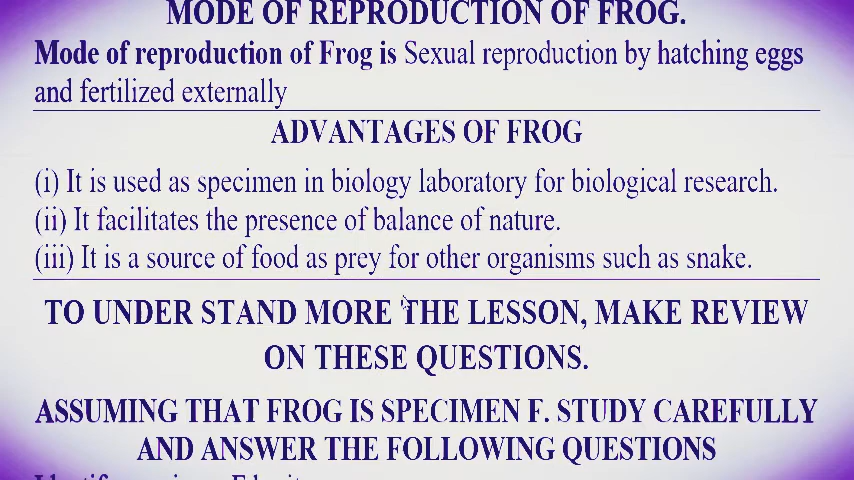 MODE OF REPRODUCTION OF FROG.
Mode of reproduction of Frog is Sexual reproduction by hatching eggs
and fertilized externally
ADVANTAGES OF FROG
(i) It is used as specimen in biology laboratory for biological research.
(ii) It facilitates the presence of balance of nature.
(iii) It is a source of food as prey for other organisms such as snake.
TO UNDER STAND MORE THE LESSON, MAKE REVIEW
ON THESE QUESTIONS.
ASSUMING THAT FROG IS SPECIMEN F. STUDY CAREFULLY
AND ANSWER THE FOLLOWING QUESTIONS